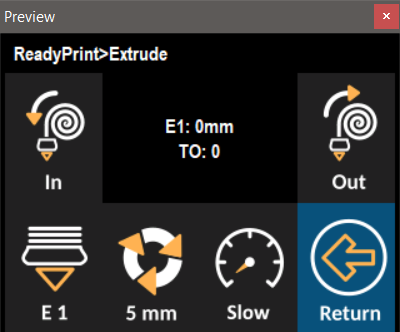 Preview
ReadyPrint>Extrude
E1: 0mm
TO: 0
In
Out
E 1
5 mm
Slow
Return